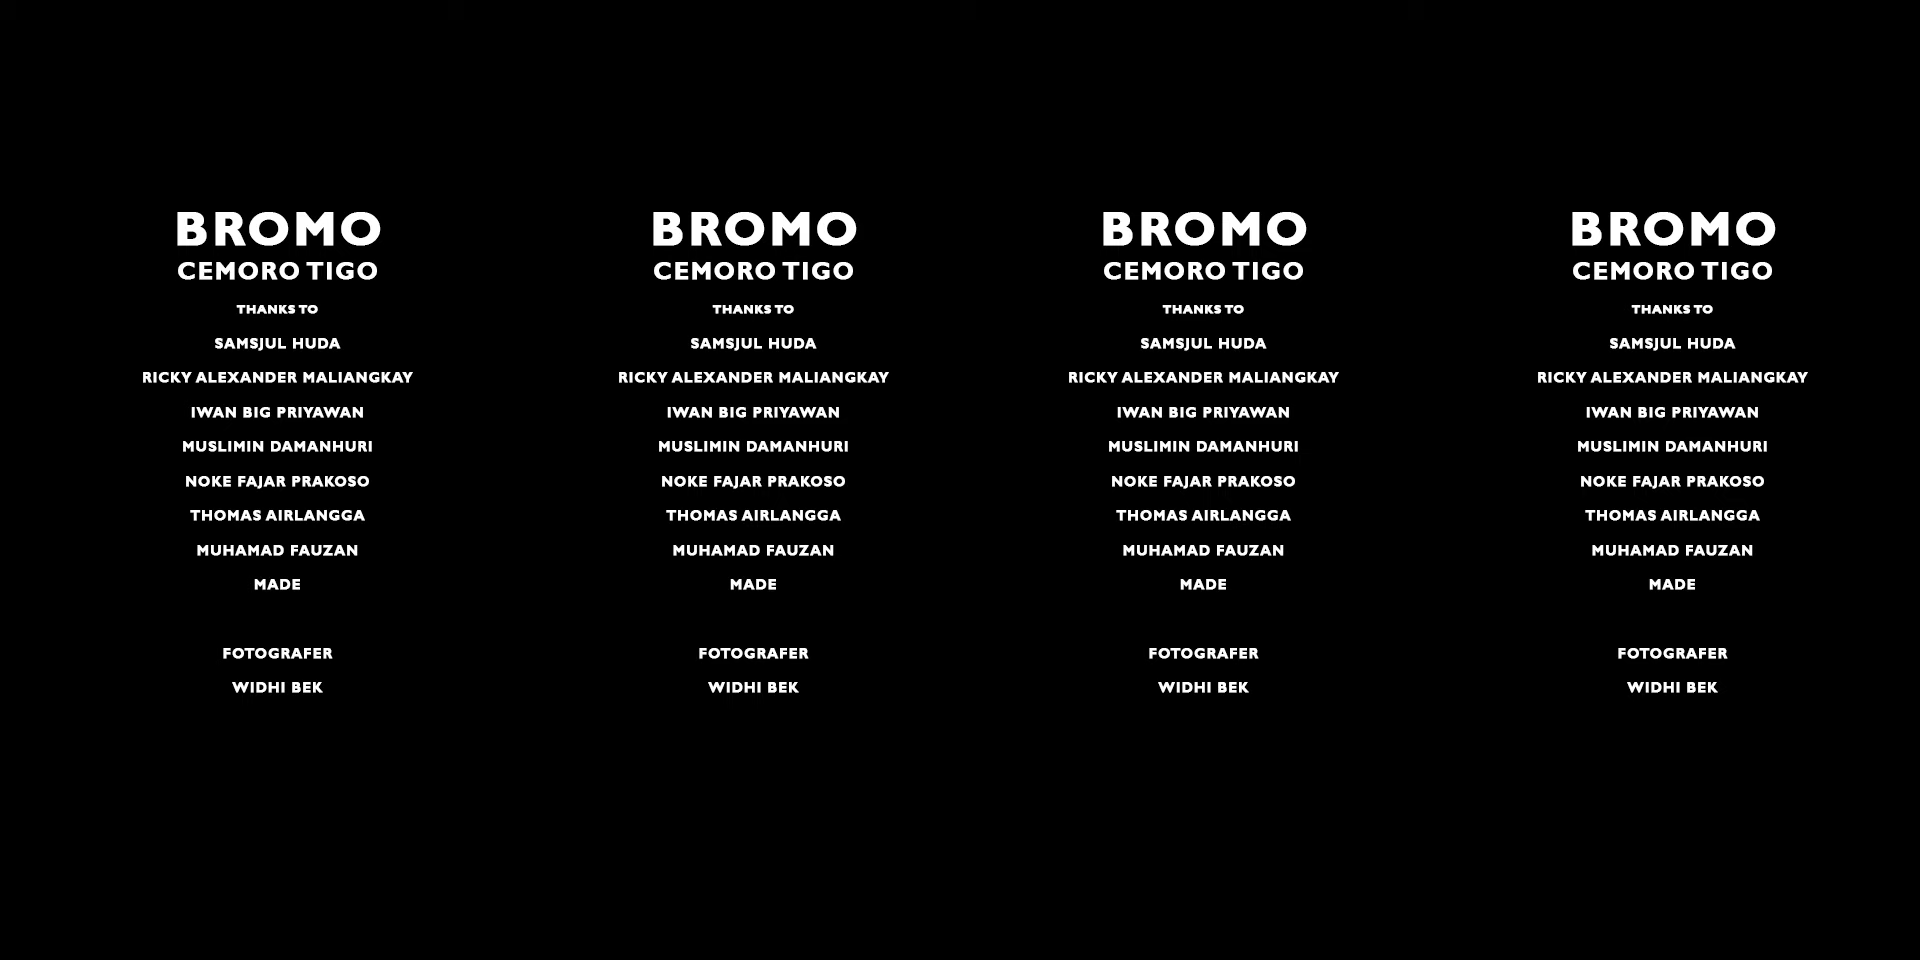 BROMO
CEMORO TIGO
THANKS TO
SAMSJUL HUDA
RICKY ALEXANDER MALIANGKAY
IWAN BIG PRIYAWAN
MUSLIMIN DAMANHURI
NOKE FAJAR PRAKOSO
THOMAS AIRLANGGA
MUHAMAD FAUZAN
MADE
FOTOGRAFER
WIDHI BEK
BROMO
CEMORO TIGO
THANKS TO
SAMSJUL HUDA
RICKY ALEXANDER MALIANGKAY
IWAN BIG PRIYAWAN
MUSLIMIN DAMANHURI
NOKE FAJAR PRAKOSO
THOMAS AIRLANGGA
MUHAMAD FAUZAN
MADE
FOTOGRAFER
WIDHI BEK
BROMO
CEMORO TIGO
THANKS TO
SAMSJUL HUDA
RICKY ALEXANDER MALIANGKAY
IWAN BIG PRIYAWAN
MUSLIMIN DAMANHURI
NOKE FAJAR PRAKOSO
THOMAS AIRLANGGA
MUHAMAD FAUZAN
MADE
FOTOGRAFER
WIDHI BEK
BROMO
CEMORO TIGO
THANKS TO
SAMSJUL HUDA
RICKY ALEXANDER MALIANGKAY
IWAN BIG PRIYAWAN
MUSLIMIN DAMANHURI
NOKE FAJAR PRAKOSO
THOMAS AIRLANGGA
MUHAMAD FAUZAN
MADE
FOTOGRAFER
WIDHI BEK